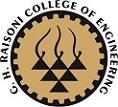 G. H. RAISONI COLLEGE OF ENGINEERING